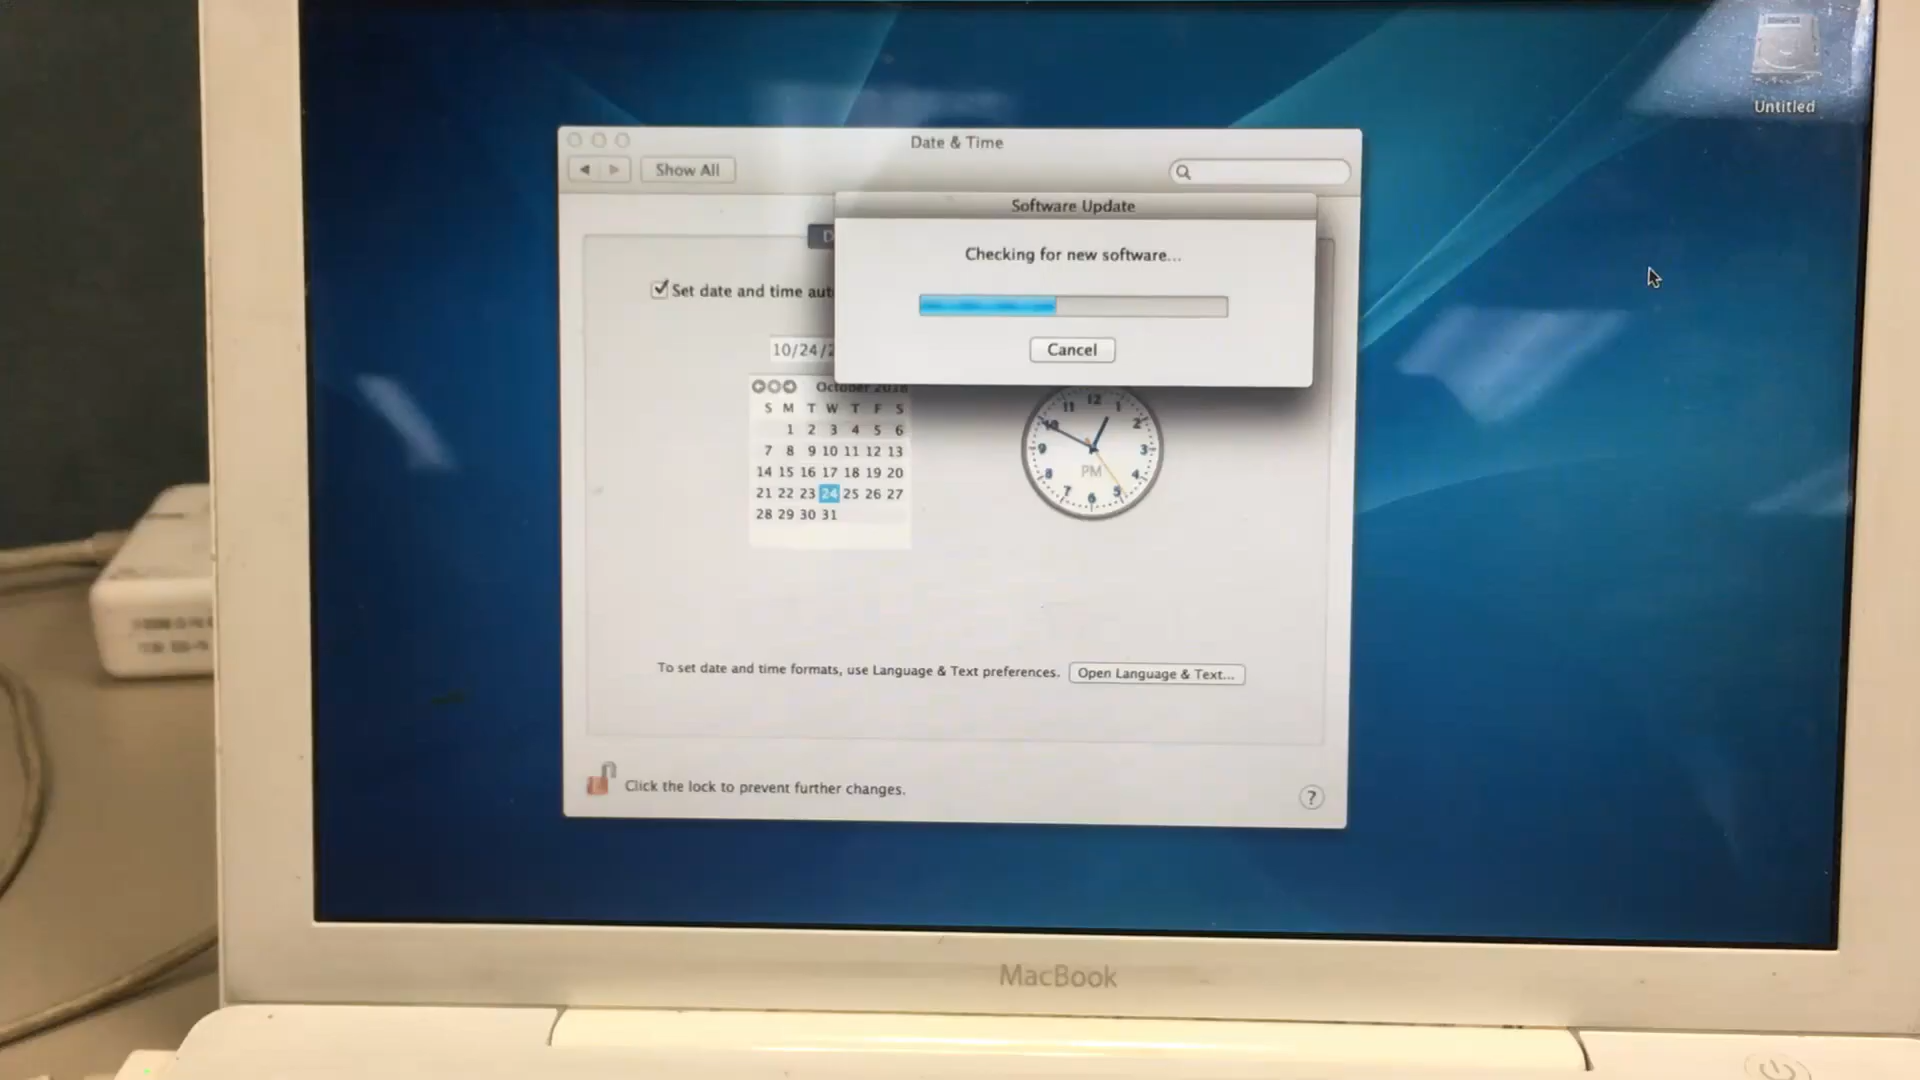 Untitled
Date & Time
Show All
Software Update
Checking for new software...
Cancel
Set date and time
10/24/
October 2018
S M T W T F S
1 2 3 4 5 6
7 8 9 10 11 12 13
14 15 16 17 18 19 20
21 22 23 24 25 26 27
28 29 30 31
12
1
2
3
4
5
6
7
8
9
10
11
PM
To set date and time formats, use Language & Text preferences.
Open Language & Text...
Click the lock to prevent further changes.
?
MacBook